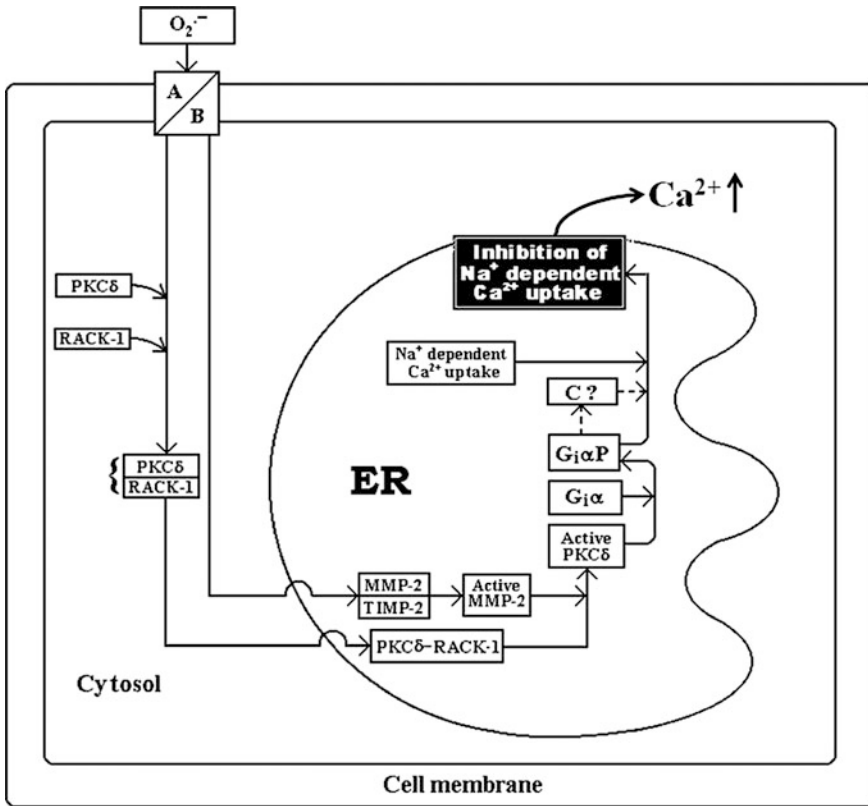 O₂·⁻
A
B
Ca²⁺ ↑
Inhibition of
Na⁺ dependent
Ca²⁺ uptake
PKCδ
RACK-1
Na⁺ dependent
Ca²⁺ uptake
C ?
GᵢαP
PKCδ
RACK-1
ER
Gᵢα
Active
PKCδ
MMP-2
TIMP-2
Active
MMP-2
PKCδ-RACK-1
Cytosol
Cell membrane